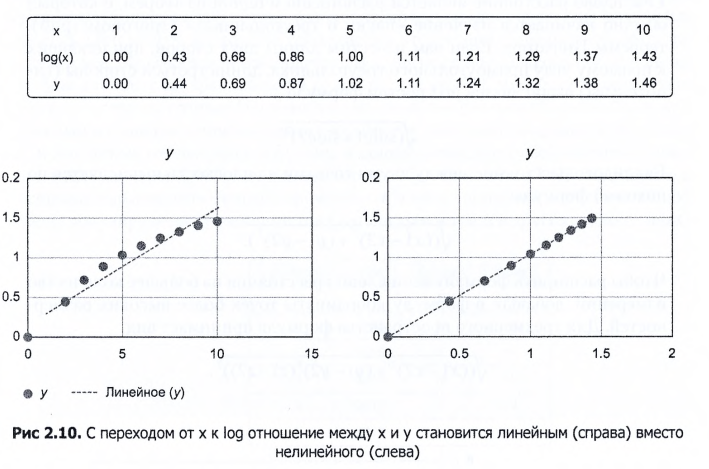 x 1 2 3 4 5 6 7 8 9 10
log(x) 0.00 0.43 0.68 0.86 1.00 1.11 1.21 1.29 1.37 1.43
y 0.00 0.44 0.69 0.87 1.02 1.11 1.24 1.32 1.38 1.46
y
0.2
1.5
1
0.5
0
0 5 10 15
y
0.2
1.5
1
0.5
0
0 0.5 1 1.5 2
y Линейное (y)
Рис 2.10. С переходом от x к log отношение между x и y становится линейным (справа) вместо
нелинейного (слева)